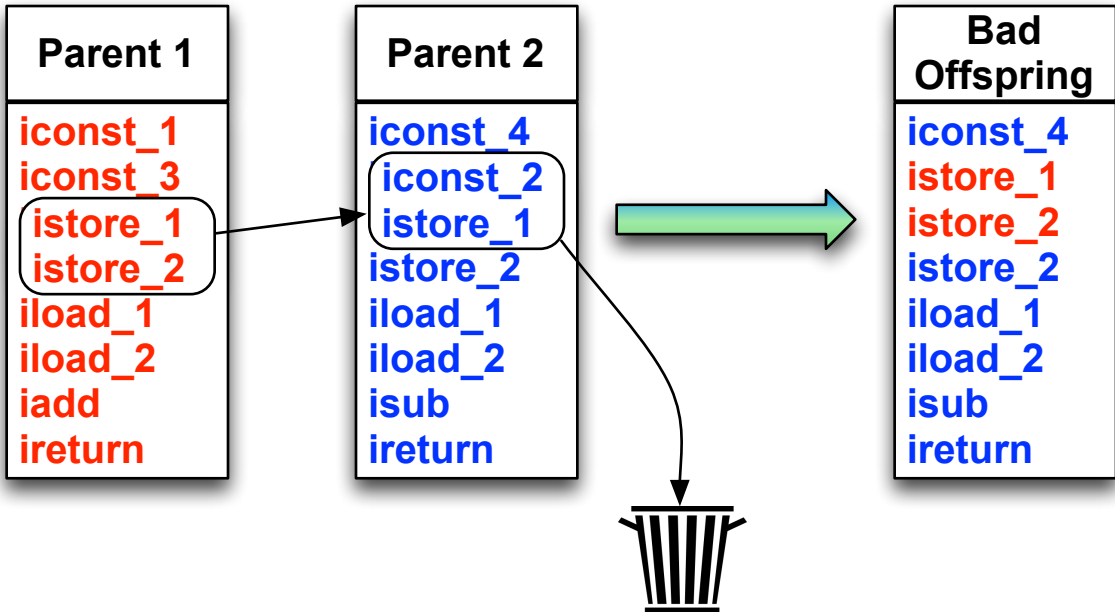 Parent 1
iconst_1
iconst_3
istore_1
istore_2
iload_1
iload_2
iadd
ireturn
Parent 2
iconst_4
iconst_2
istore_1
istore_2
iload_1
iload_2
isub
ireturn
Bad
Offspring
iconst_4
istore_1
istore_2
istore_2
iload_1
iload_2
isub
ireturn